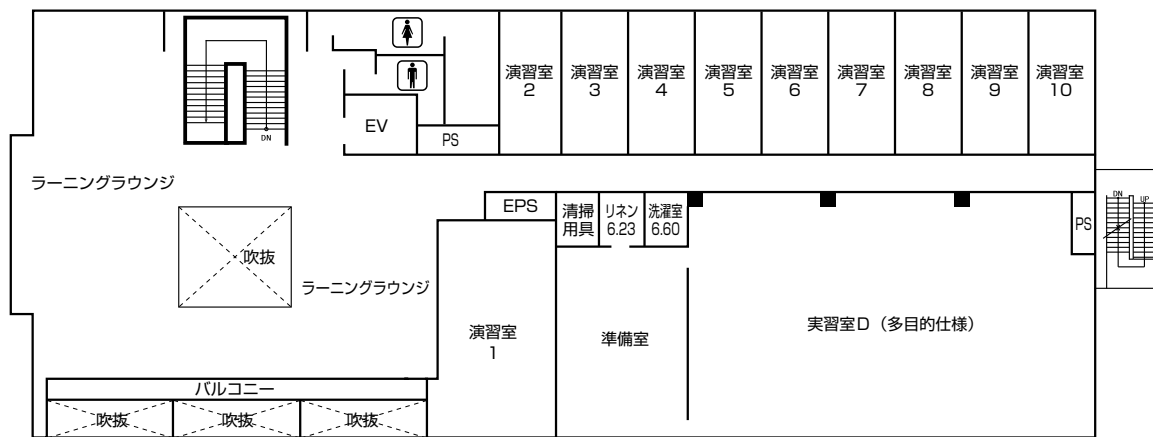 演習室
2
演習室
3
演習室
4
演習室
5
演習室
6
演習室
7
演習室
8
演習室
9
演習室
10
EV
PS
DN
ラーニングラウンジ
EPS
清掃
用具
リネン
6.23
洗濯室
6.60
PS
DN
UP
吹抜
ラーニングラウンジ
演習室
1
準備室
実習室D（多目的仕様）
バルコニー
吹抜
吹抜
吹抜